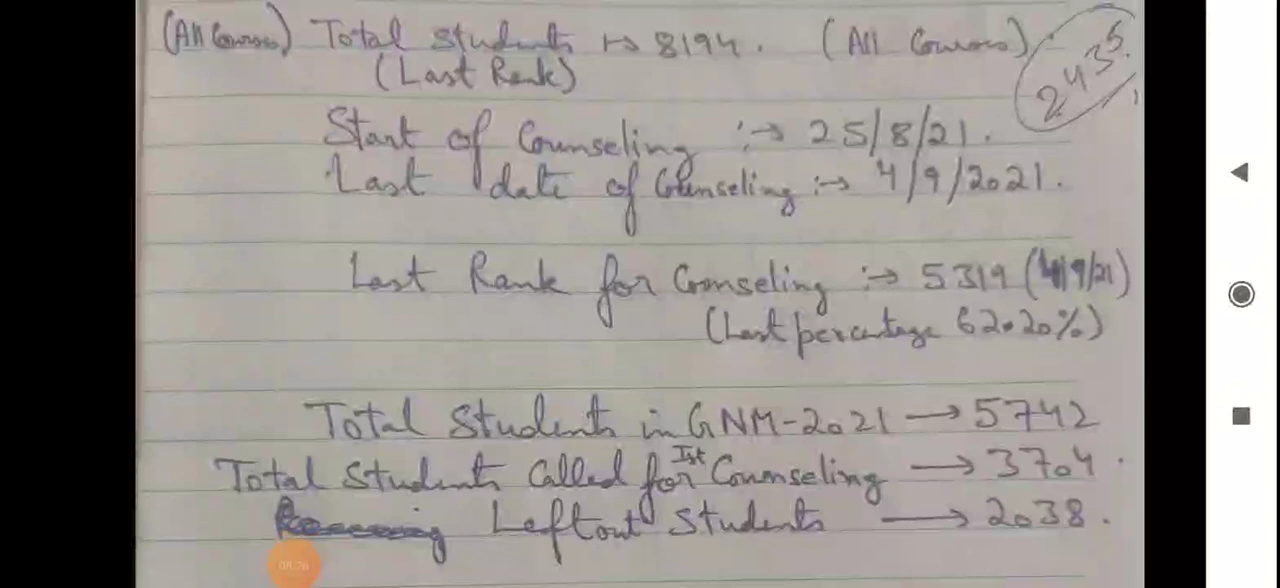 (All Courses) Total Students ↦ 8194. (All Courses)
2435
(Last Rank)
Start of Counseling :→ 25/8/21.
Last date of Counseling :→ 4/9/2021.
Last Rank for Counseling :→ 5319 (4/9/21)
(Last percentage 62.20%)
Total Students in GNM-2021 → 5742
Total Students Called for Ist Counseling → 3704.
Leftout Students → 2038.
08:26